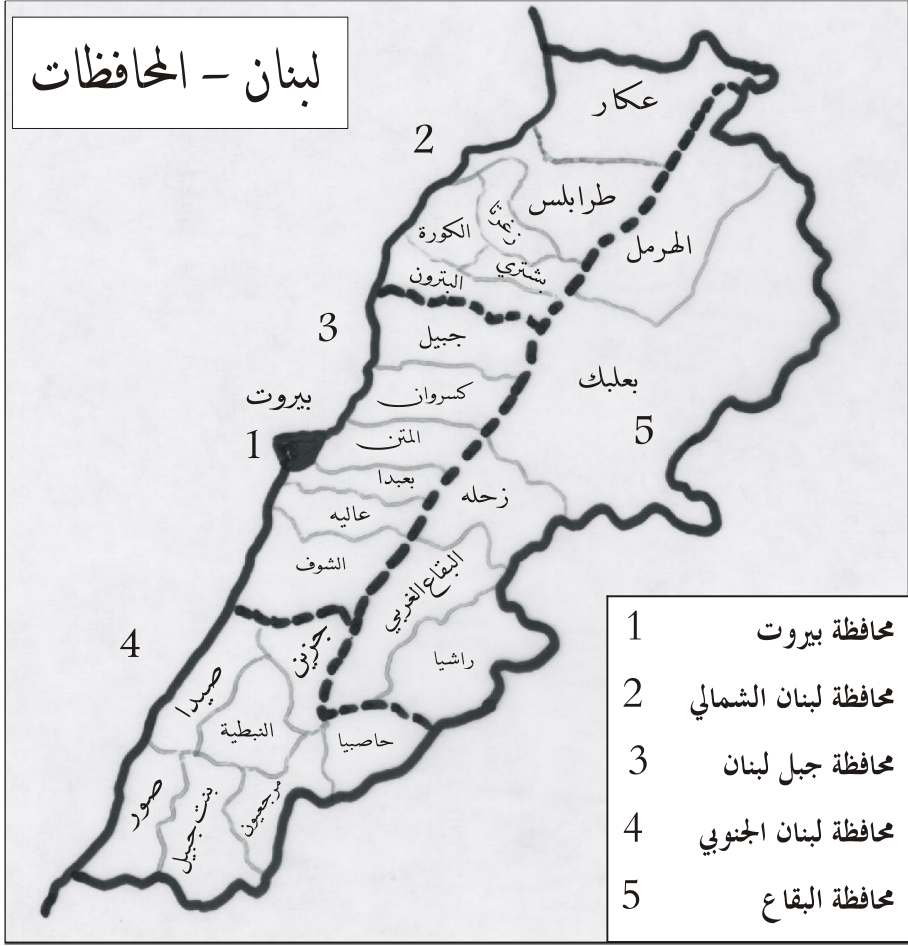 لبنان – المحافظات
عكار
2
طرابلس
زغرتا
الكورة
الهرمل
بشتري
البترون
3
جبيل
بعلبك
كسروان
بيروت
5
المتن
1
بعبدا
زحله
عاليه
الشوف
البقاع الغربي
4
جزين
راشيا
صيدا
النبطية
حاصبيا
صور
بنت جبيل
مرجعيون
1 محافظة بيروت
2 محافظة لبنان الشمالي
3 محافظة جبل لبنان
4 محافظة لبنان الجنوبي
5 محافظة البقاع